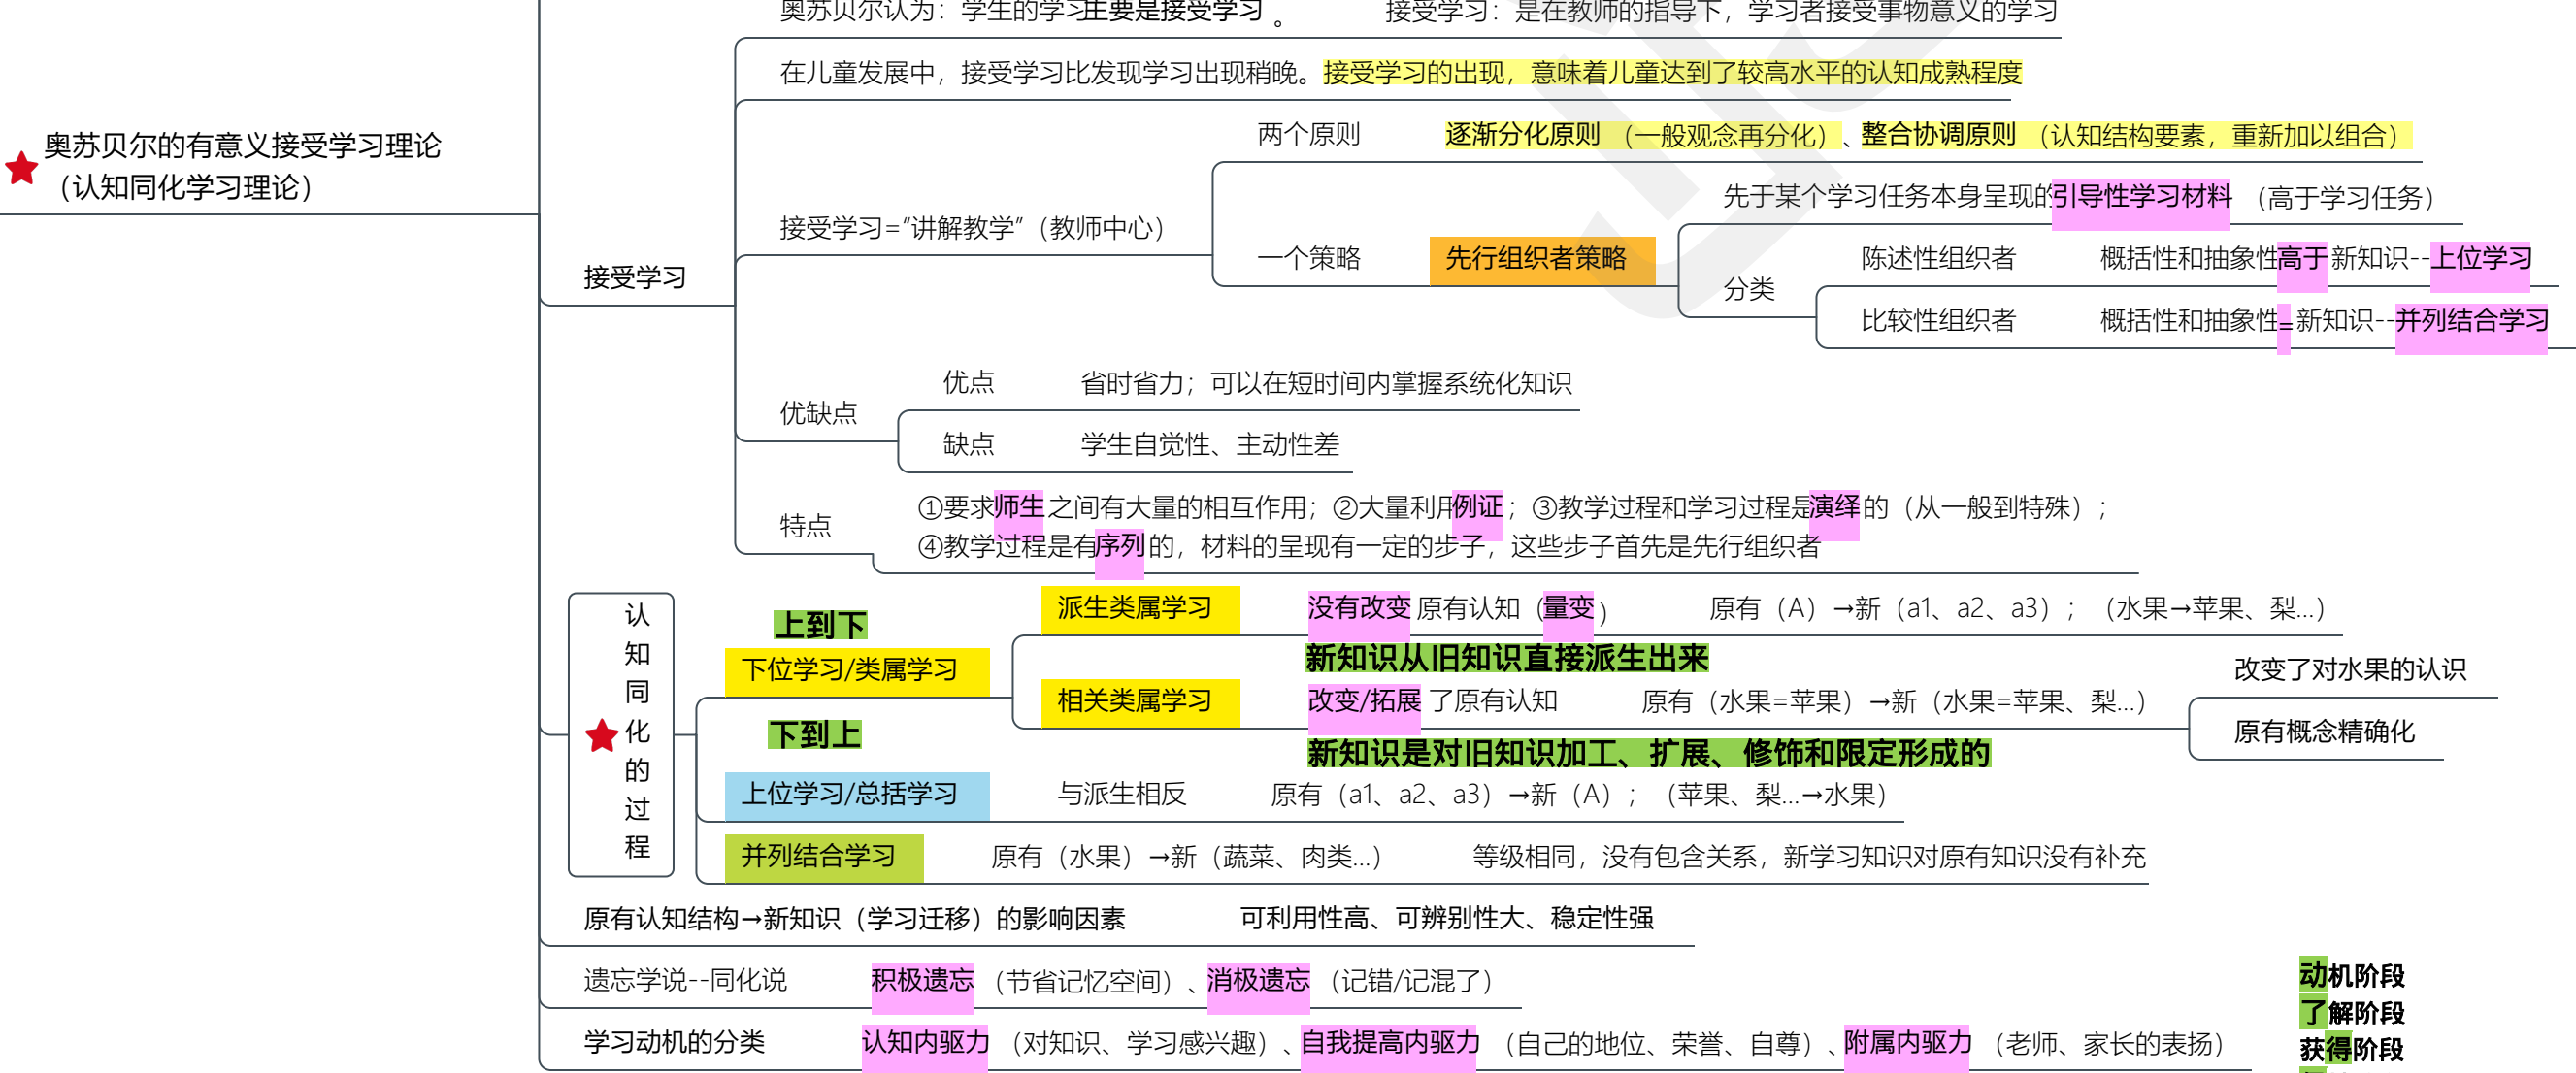 奥苏贝尔认为：学生的学习主要是接受学习 。 接受学习：是在教师的指导下，学习者接受事物意义的学习
在儿童发展中，接受学习比发现学习出现稍晚。接受学习的出现，意味着儿童达到了较高水平的认知成熟程度
奥苏贝尔的有意义接受学习理论
（认知同化学习理论）
接受学习
接受学习=“讲解教学”（教师中心）
两个原则 逐渐分化原则 （一般观念再分化）、整合协调原则 （认知结构要素，重新加以组合）
一个策略 先行组织者策略
先于某个学习任务本身呈现的引导性学习材料 （高于学习任务）
分类
陈述性组织者 概括性和抽象性高于新知识--上位学习
比较性组织者 概括性和抽象性=新知识--并列结合学习
优缺点
优点 省时省力；可以在短时间内掌握系统化知识
缺点 学生自觉性、主动性差
特点
①要求师生之间有大量的相互作用；②大量利用例证；③教学过程和学习过程是演绎的（从一般到特殊）；
④教学过程是有序列的，材料的呈现有一定的步子，这些步子首先是先行组织者
认知同化的过程
上到下
下位学习/类属学习
派生类属学习 没有改变原有认知（量变） 原有（A）→新（a1、a2、a3）；（水果→苹果、梨...）
新知识从旧知识直接派生出来
相关类属学习 改变/拓展 了原有认知 原有（水果=苹果）→新（水果=苹果、梨...）
改变了对水果的认识
原有概念精确化
新知识是对旧知识加工、扩展、修饰和限定形成的
下到上
上位学习/总括学习 与派生相反 原有（a1、a2、a3）→新（A）；（苹果、梨...→水果）
并列结合学习 原有（水果）→新（蔬菜、肉类...） 等级相同，没有包含关系，新学习知识对原有知识没有补充
原有认知结构→新知识（学习迁移）的影响因素 可利用性高、可辨别性大、稳定性强
遗忘学说--同化说 积极遗忘 （节省记忆空间）、消极遗忘 （记错/记混了）
学习动机的分类 认知内驱力 （对知识、学习感兴趣）、自我提高内驱力 （自己的地位、荣誉、自尊）、附属内驱力 （老师、家长的表扬）
动机阶段
了解阶段
获得阶段